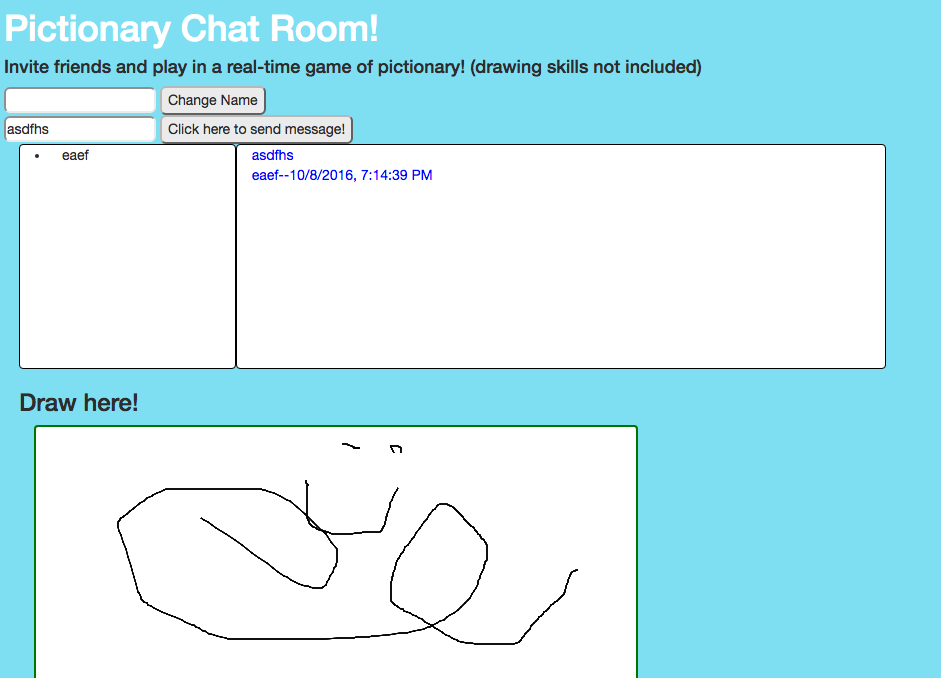 Pictionary Chat Room!
Invite friends and play in a real-time game of pictionary! (drawing skills not included)
Change Name
asdfhs Click here to send message!
• eaef
asdfhs
eaef--10/8/2016, 7:14:39 PM
Draw here!